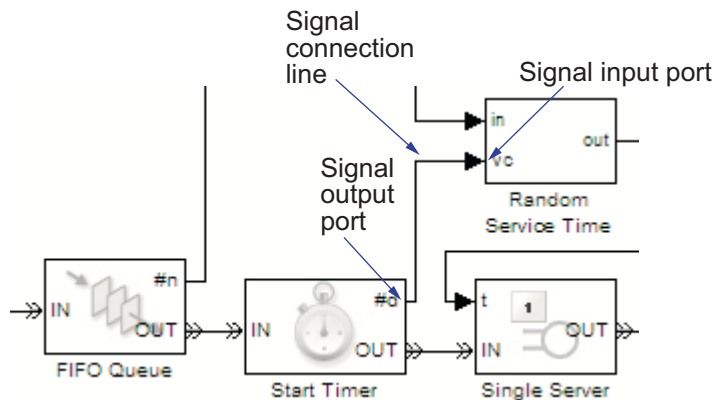 Signal
connection
line
Signal input port
in
out
vc
Signal
output
port
Random
Service Time
#n
IN
OUT
FIFO Queue
#d
IN
OUT
Start Timer
t
1
OUT
IN
Single Server